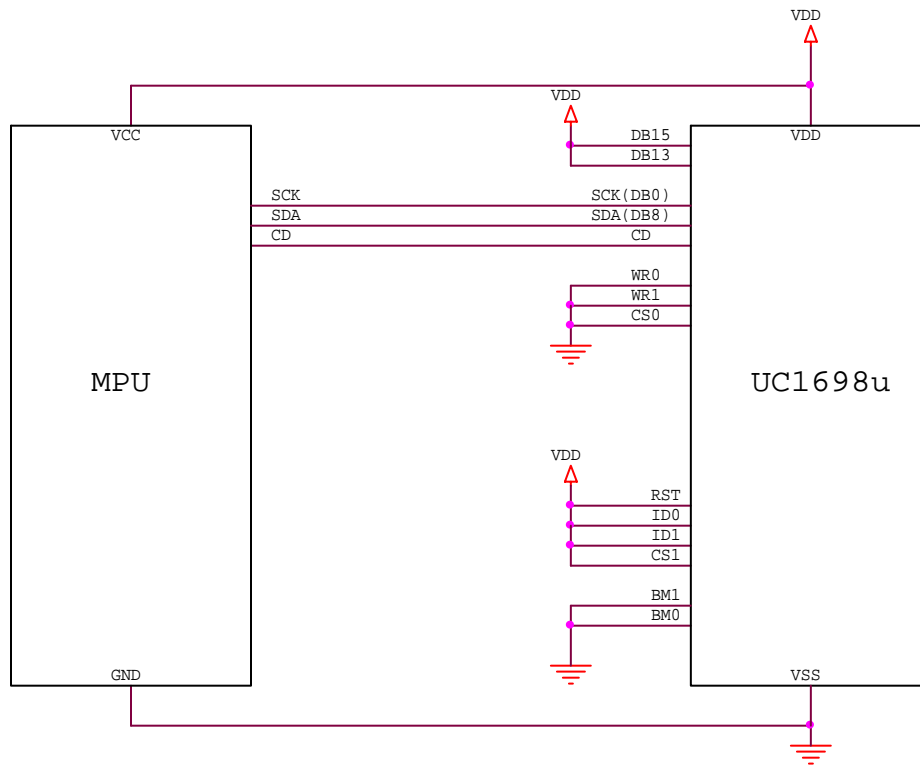 VDD
VDD
VCC
VDD
DB15
DB13
SCK
SCK(DB0)
SDA
SDA(DB8)
CD
CD
WR0
WR1
CS0
MPU
UC1698u
VDD
RST
ID0
ID1
CS1
BM1
BM0
GND
VSS